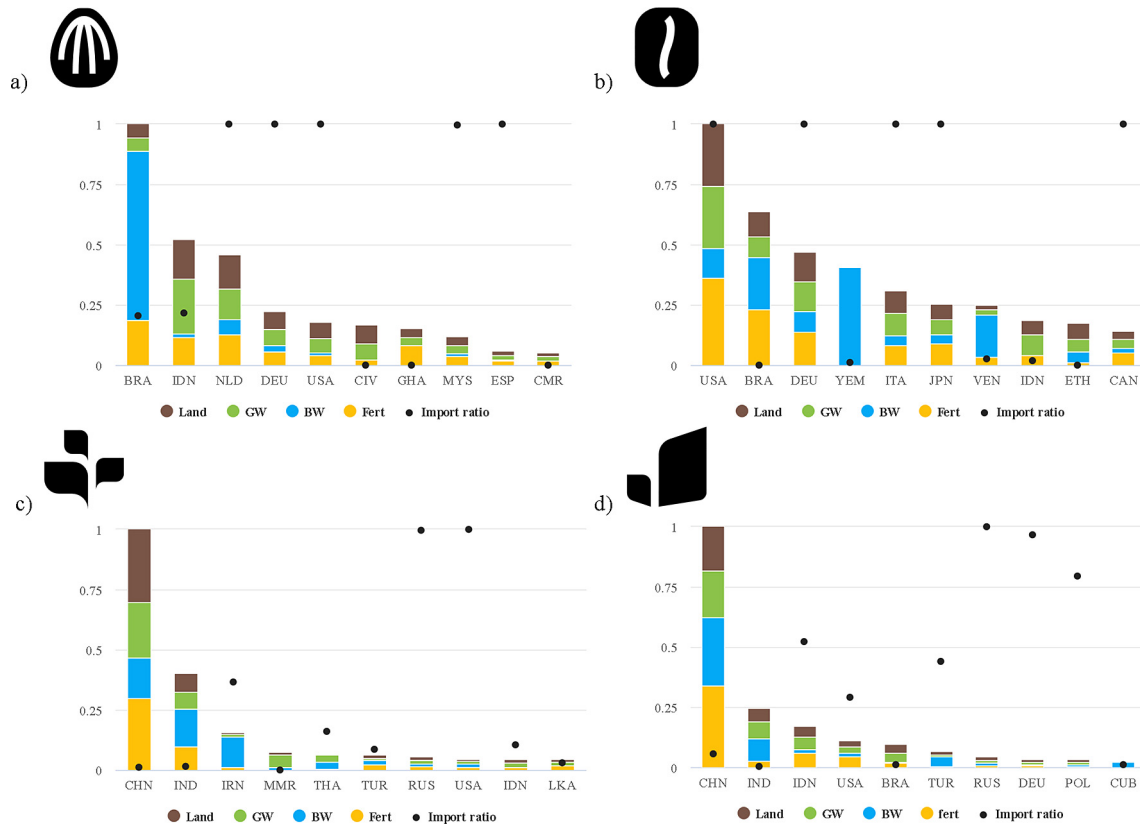 a)
1
0.75
0.5
0.25
0
BRA IDN NLD DEU USA CIV GHA MYS ESP CMR
Land GW BW Fert Import ratio
b)
1
0.75
0.5
0.25
0
USA BRA DEU YEM ITA JPN VEN IDN ETH CAN
Land GW BW Fert Import ratio
c)
1
0.75
0.5
0.25
0
CHN IND IRN MMR THA TUR RUS USA IDN LKA
Land GW BW Fert Import ratio
d)
1
0.75
0.5
0.25
0
CHN IND IDN USA BRA TUR RUS DEU POL CUB
Land GW BW fert Import ratio